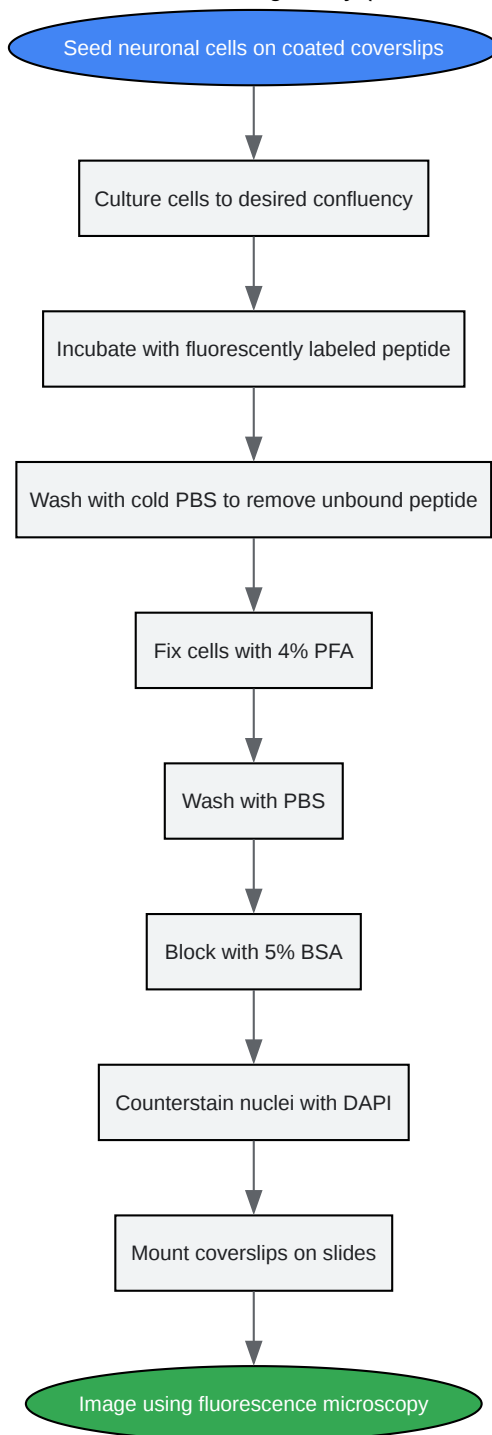 Seed neuronal cells on coated coverslips
Culture cells to desired confluency
Incubate with fluorescently labeled peptide
Wash with cold PBS to remove unbound peptide
Fix cells with 4% PFA
Wash with PBS
Block with 5% BSA
Counterstain nuclei with DAPI
Mount coverslips on slides
Image using fluorescence microscopy